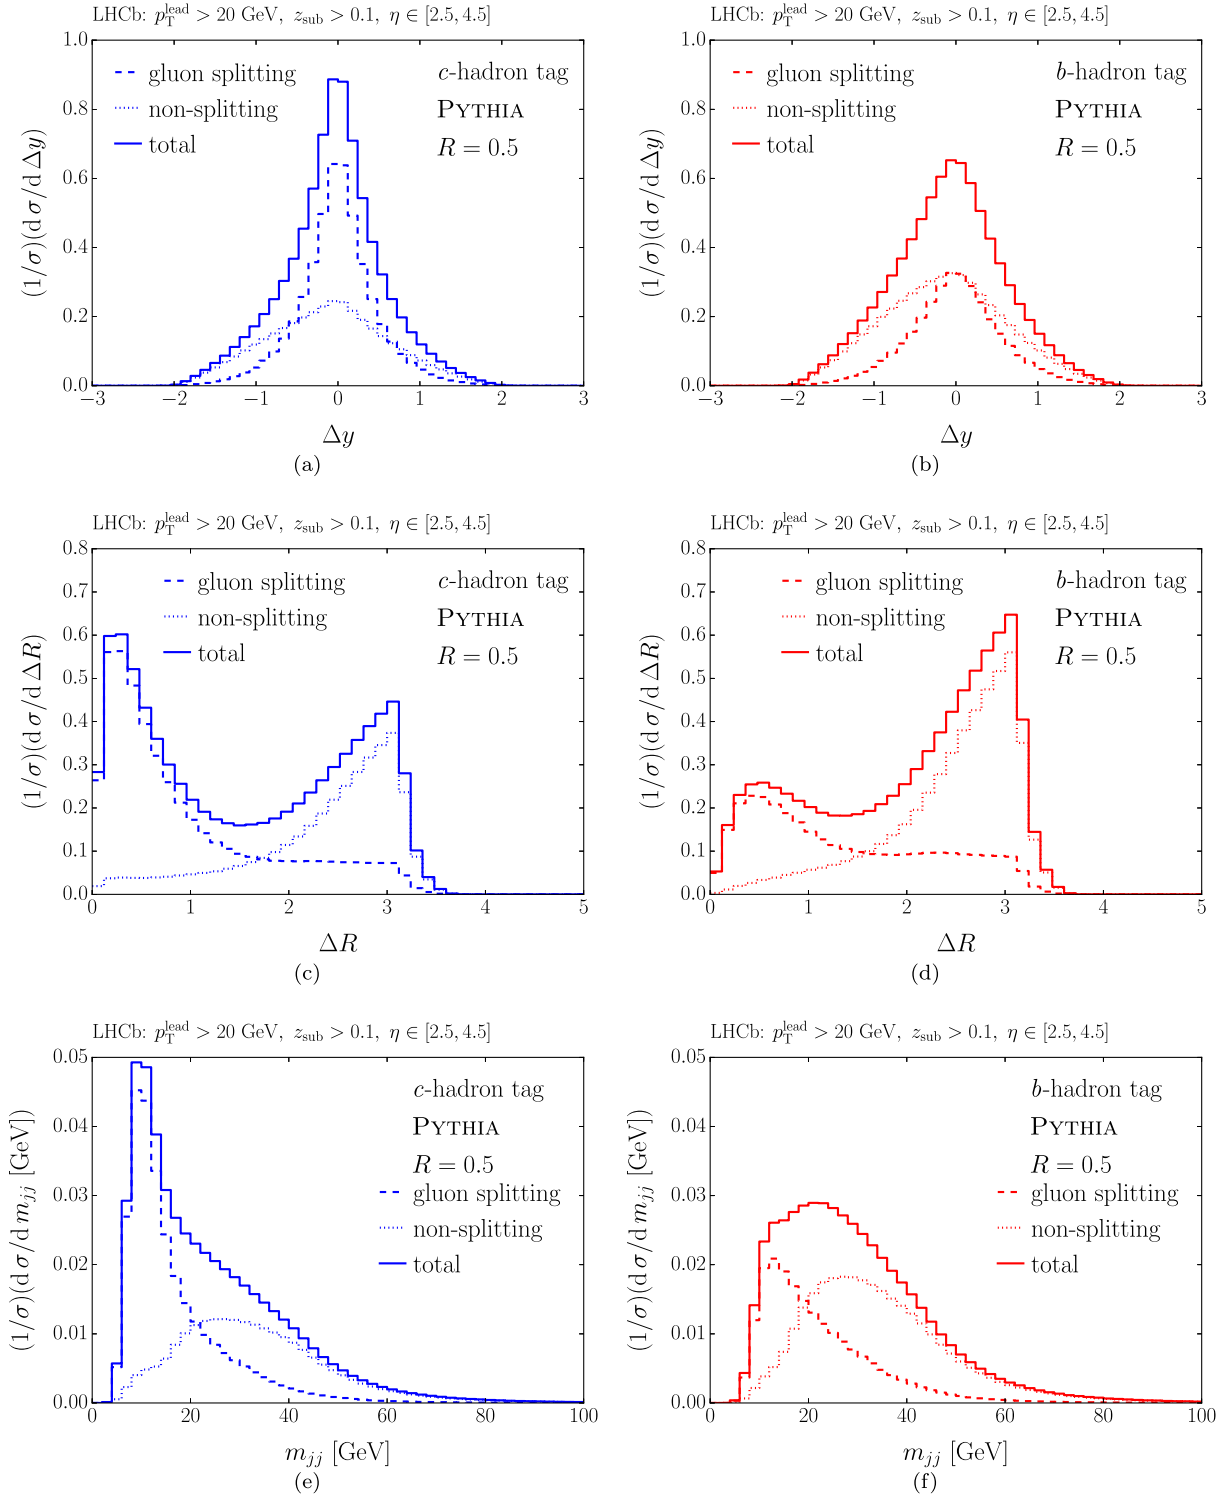 LHCb: p_T^lead > 20 GeV, z_sub > 0.1, η ∈ [2.5, 4.5]
1.0
0.8
0.6
0.4
0.2
0.0
(1/σ)(d σ/d Δy)
gluon splitting
non-splitting
total
c-hadron tag
PYTHIA
R = 0.5
−3 −2 −1 0 1 2 3
Δy
(a)
LHCb: p_T^lead > 20 GeV, z_sub > 0.1, η ∈ [2.5, 4.5]
1.0
0.8
0.6
0.4
0.2
0.0
(1/σ)(d σ/d Δy)
gluon splitting
non-splitting
total
b-hadron tag
PYTHIA
R = 0.5
−3 −2 −1 0 1 2 3
Δy
(b)
LHCb: p_T^lead > 20 GeV, z_sub > 0.1, η ∈ [2.5, 4.5]
0.8
0.7
0.6
0.5
0.4
0.3
0.2
0.1
0.0
(1/σ)(d σ/d ΔR)
gluon splitting
non-splitting
total
c-hadron tag
PYTHIA
R = 0.5
0 1 2 3 4 5
ΔR
(c)
LHCb: p_T^lead > 20 GeV, z_sub > 0.1, η ∈ [2.5, 4.5]
0.8
0.7
0.6
0.5
0.4
0.3
0.2
0.1
0.0
(1/σ)(d σ/d ΔR)
gluon splitting
non-splitting
total
b-hadron tag
PYTHIA
R = 0.5
0 1 2 3 4 5
ΔR
(d)
LHCb: p_T^lead > 20 GeV, z_sub > 0.1, η ∈ [2.5, 4.5]
0.05
0.04
0.03
0.02
0.01
0.00
(1/σ)(d σ/d m_jj [GeV])
c-hadron tag
PYTHIA
R = 0.5
gluon splitting
non-splitting
total
0 20 40 60 80 100
m_jj [GeV]
(e)
LHCb: p_T^lead > 20 GeV, z_sub > 0.1, η ∈ [2.5, 4.5]
0.05
0.04
0.03
0.02
0.01
0.00
(1/σ)(d σ/d m_jj [GeV])
b-hadron tag
PYTHIA
R = 0.5
gluon splitting
non-splitting
total
0 20 40 60 80 100
m_jj [GeV]
(f)